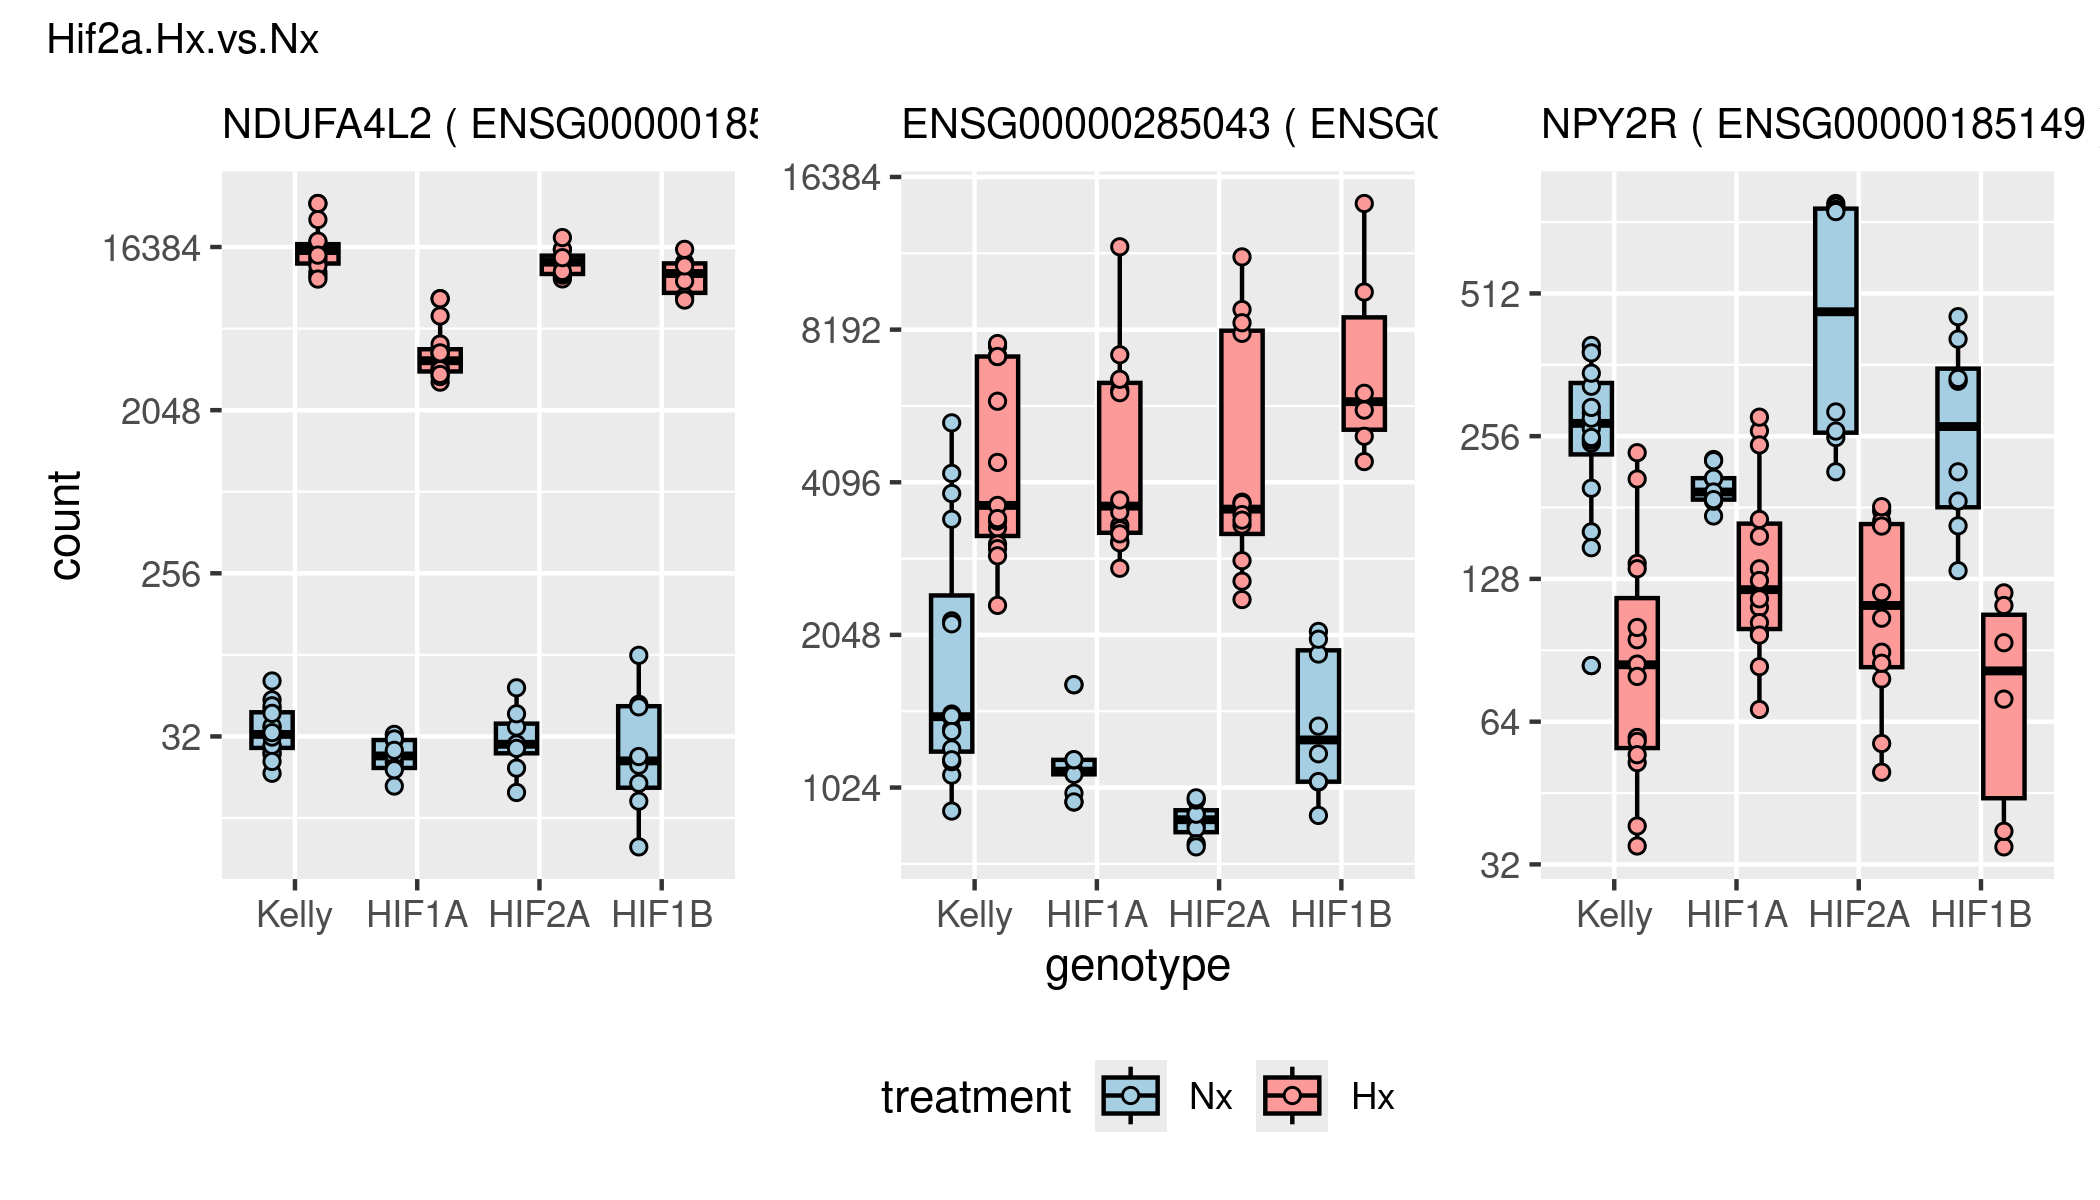 Hif2a.Hx.vs.Nx
NDUFA4L2 ( ENSG00000185
ENSG00000285043 ( ENSG0
NPY2R ( ENSG00000185149
count
16384
2048
256
32
16384
8192
4096
2048
1024
512
256
128
64
32
Kelly HIF1A HIF2A HIF1B
Kelly HIF1A HIF2A HIF1B
Kelly HIF1A HIF2A HIF1B
genotype
treatment Nx Hx